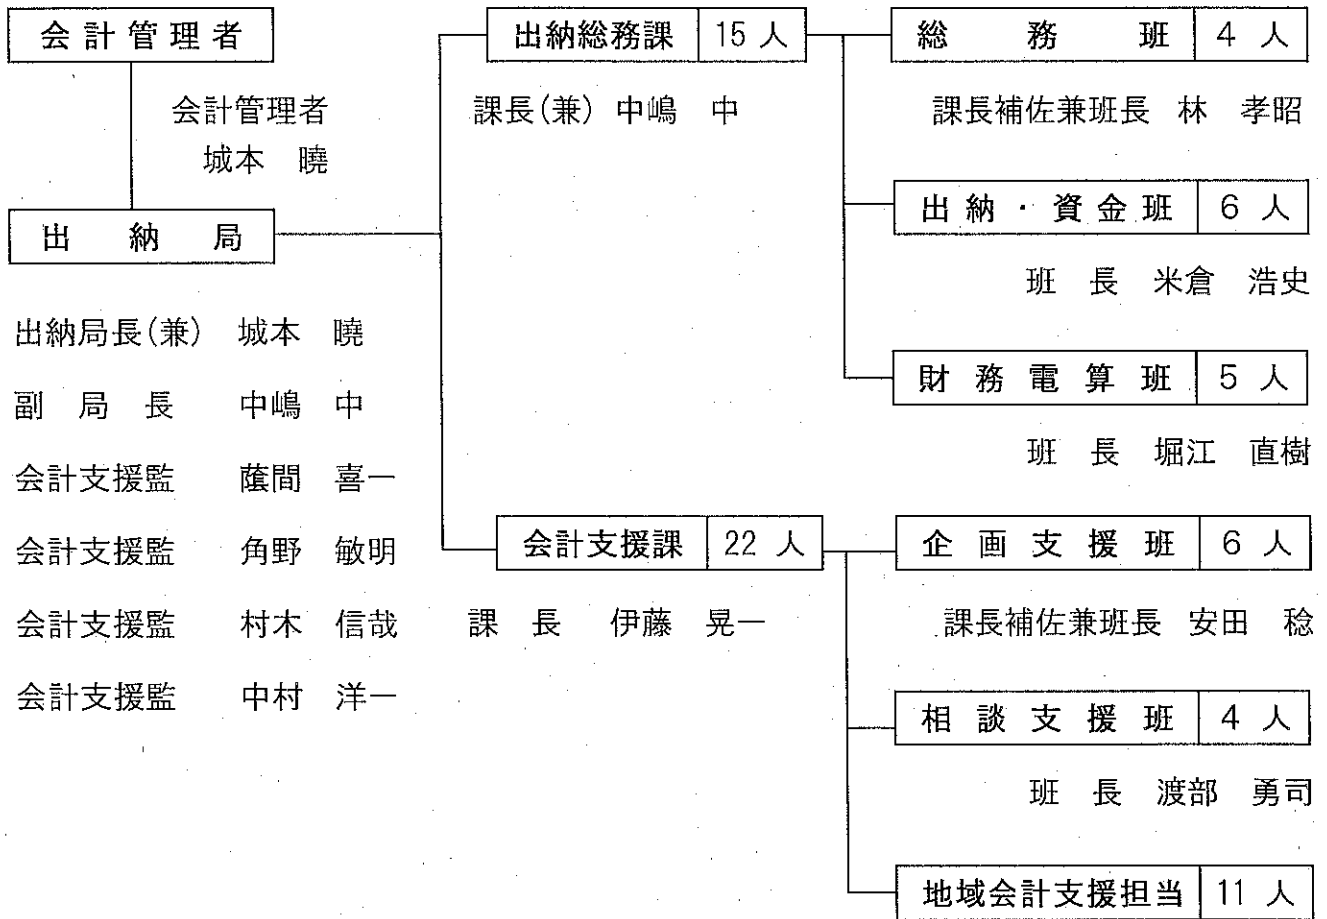 会計管理者
会計管理者
城本 曉
出納局
出納局長(兼) 城本 曉
副局長 中嶋 中
会計支援監 蔭間 喜一
会計支援監 角野 敏明
会計支援監 村木 信哉
会計支援監 中村 洋一
出納総務課 15人
課長(兼) 中嶋 中
総務班 4人
課長補佐兼班長 林 孝昭
出納・資金班 6人
班長 米倉 浩史
財務電算班 5人
班長 堀江 直樹
会計支援課 22人
課長 伊藤 晃一
企画支援班 6人
課長補佐兼班長 安田 稔
相談支援班 4人
班長 渡部 勇司
地域会計支援担当 11人